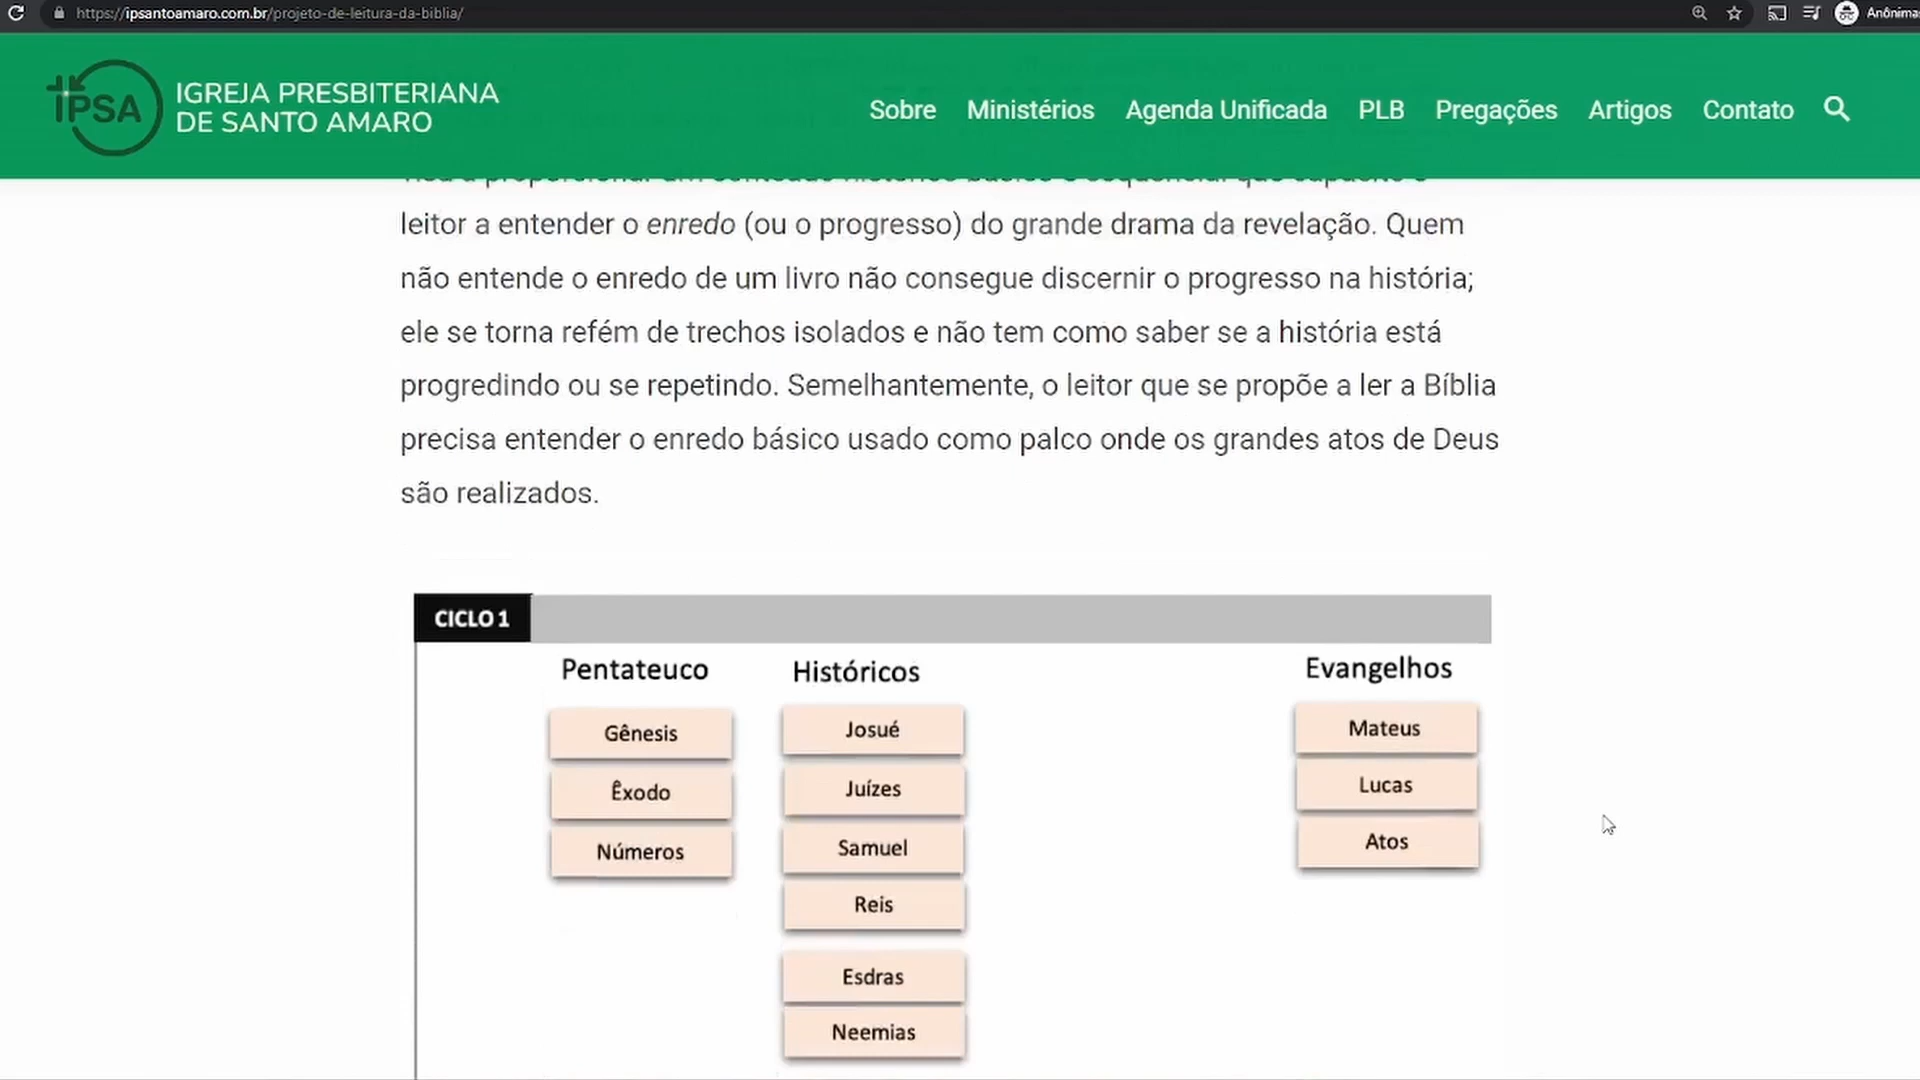 https://ipsantoamaro.com.br/projeto-de-leitura-da-biblia/
Anônima
IPSA
IGREJA PRESBITERIANA
DE SANTO AMARO
Sobre Ministérios Agenda Unificada PLB Pregações Artigos Contato
leitor a entender o enredo (ou o progresso) do grande drama da revelação. Quem
não entende o enredo de um livro não consegue discernir o progresso na história;
ele se torna refém de trechos isolados e não tem como saber se a história está
progredindo ou se repetindo. Semelhantemente, o leitor que se propõe a ler a Bíblia
precisa entender o enredo básico usado como palco onde os grandes atos de Deus
são realizados.
CICLO 1
Pentateuco
Gênesis
Êxodo
Números
Históricos
Josué
Juízes
Samuel
Reis
Esdras
Neemias
Evangelhos
Mateus
Lucas
Atos